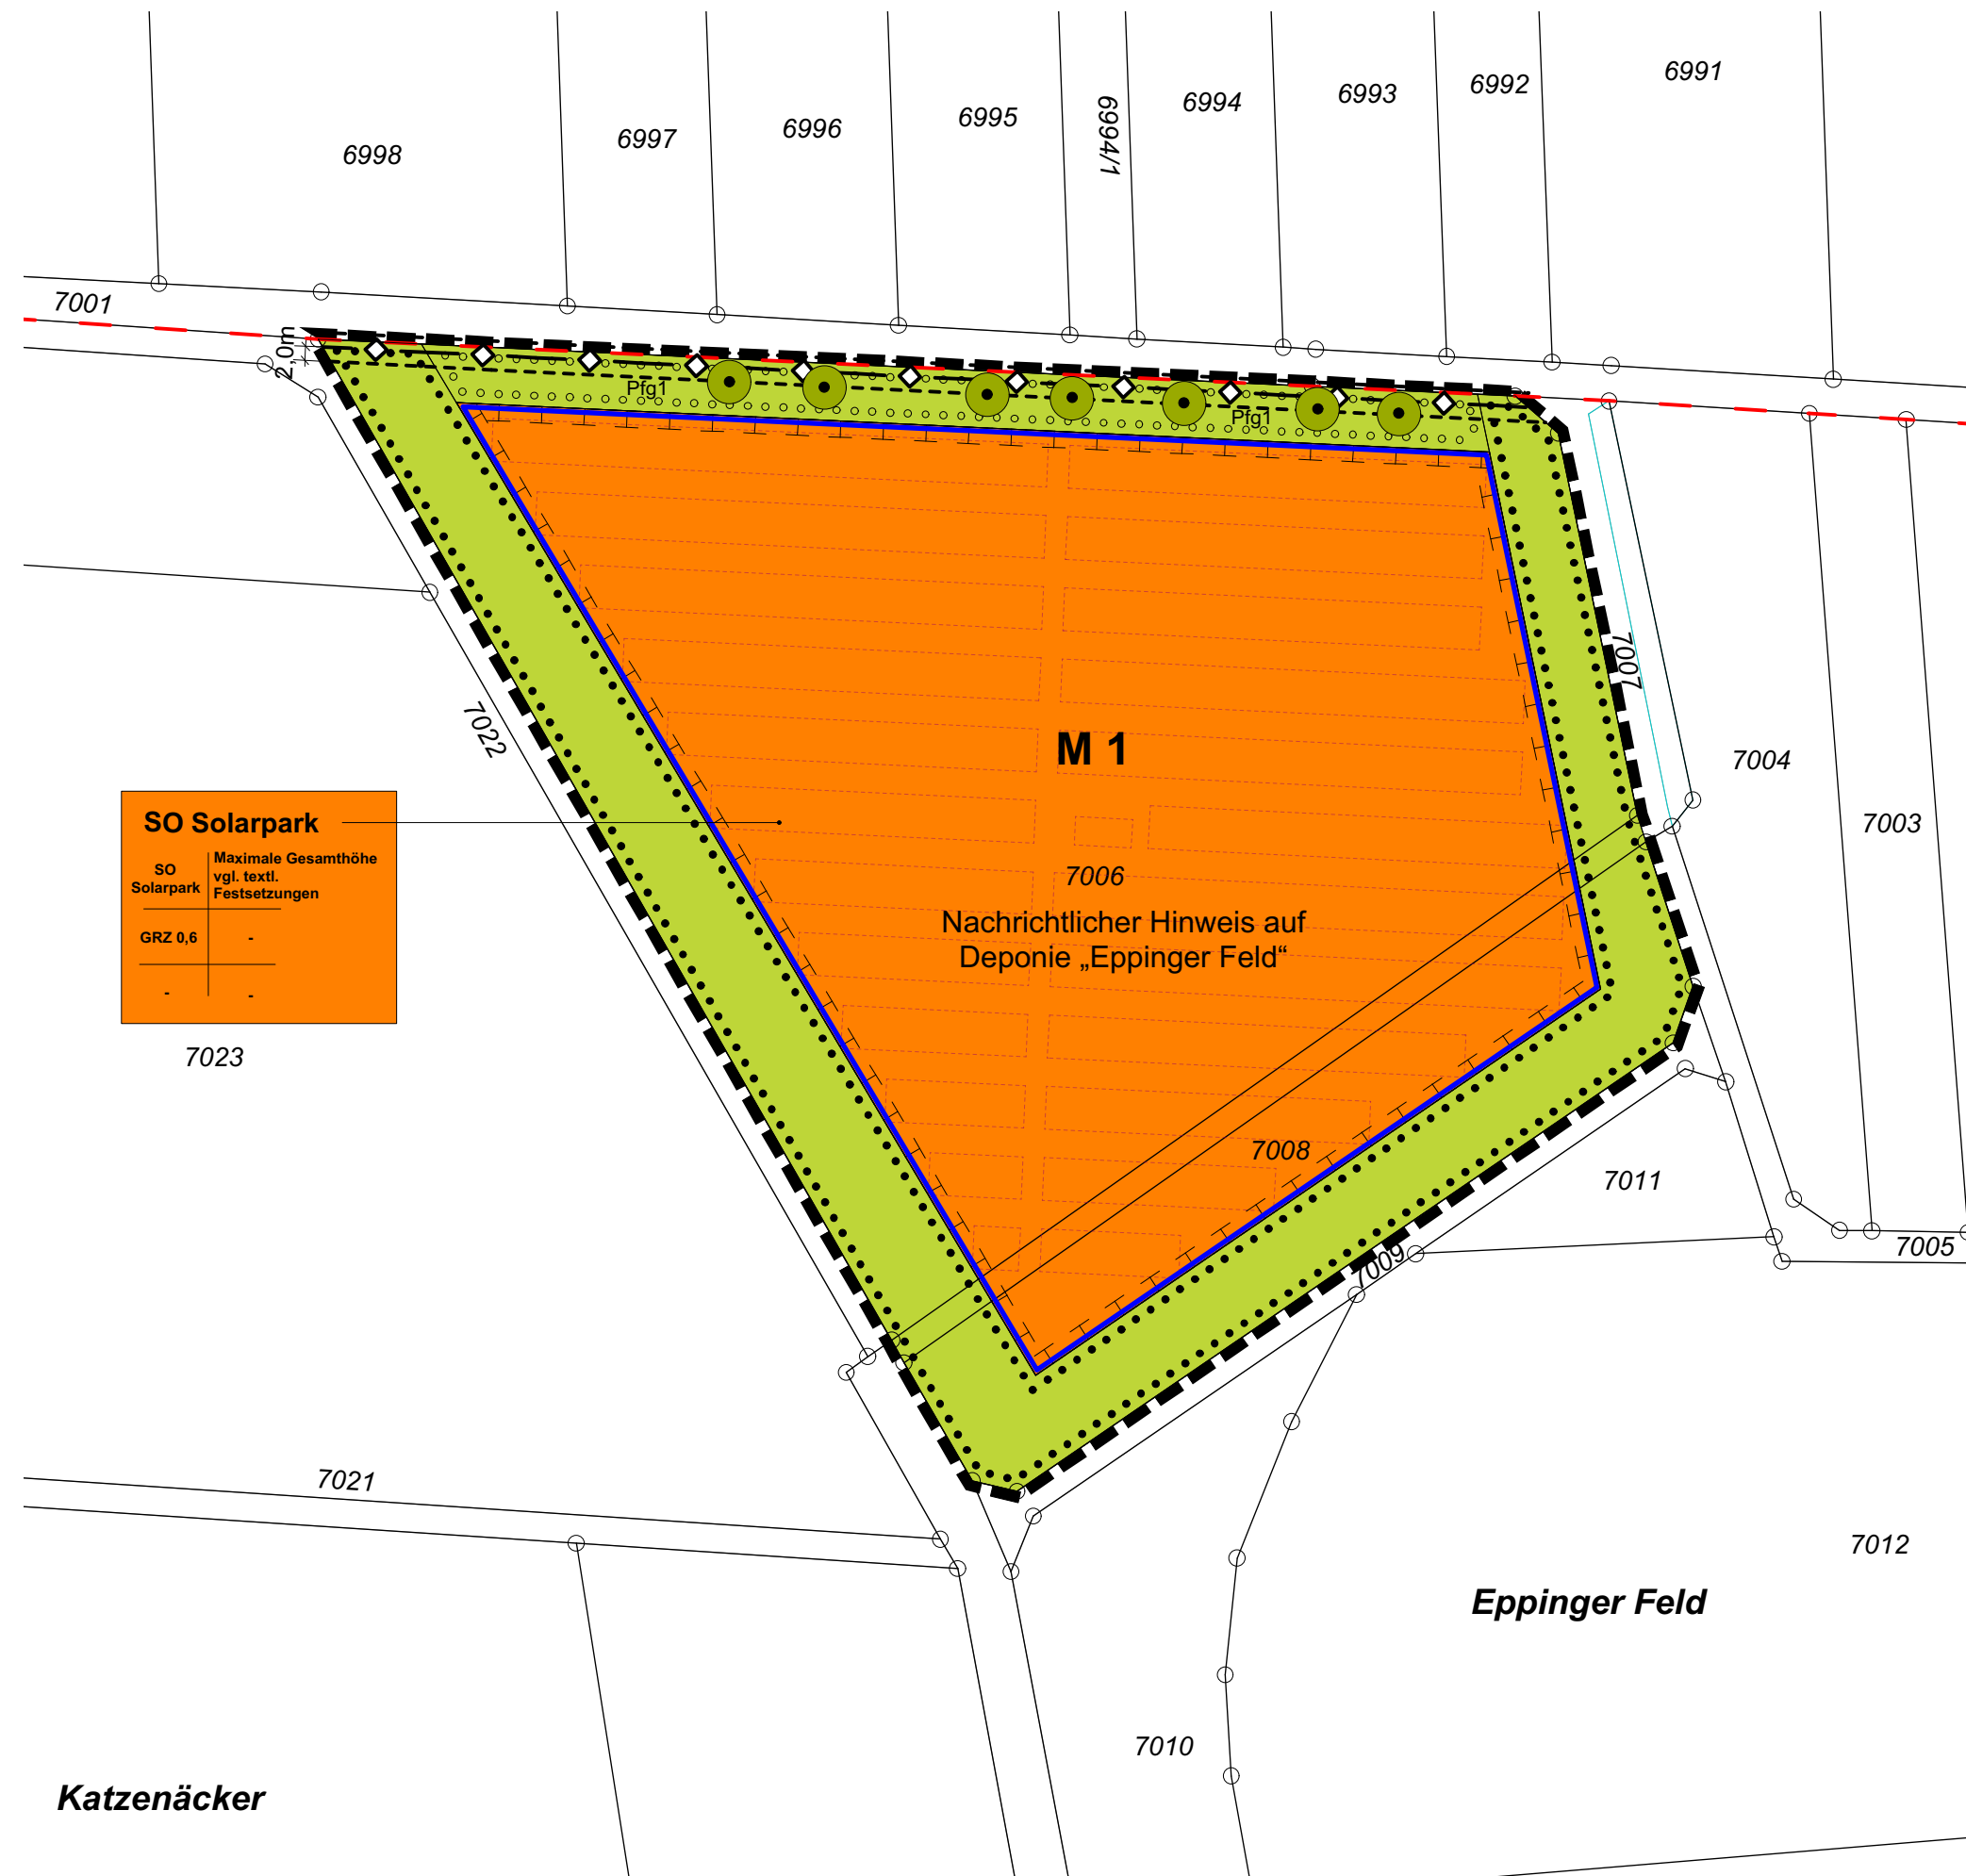 6991
6992
6993
6994
6994/1
6995
6996
6997
6998
7001
2,0m
Pfg1
Pfg1
7007
7022
M 1
7004
7003
SO Solarpark
SO
Solarpark
Maximale Gesamthöhe
vgl. textl.
Festsetzungen
GRZ 0,6
-
-
-
7006
Nachrichtlicher Hinweis auf
Deponie „Eppinger Feld“
7023
7008
7011
7005
7009
7021
7012
Eppinger Feld
7010
Katzenäcker